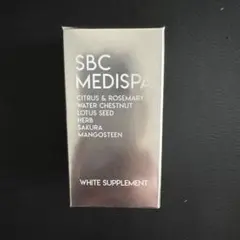 SBC
MEDISPA
CITRUS & ROSEMARY
WATER CHESTNUT
LOTUS SEED
HERB
SAKURA
MANGOSTEEN
WHITE SUPPLEMENT